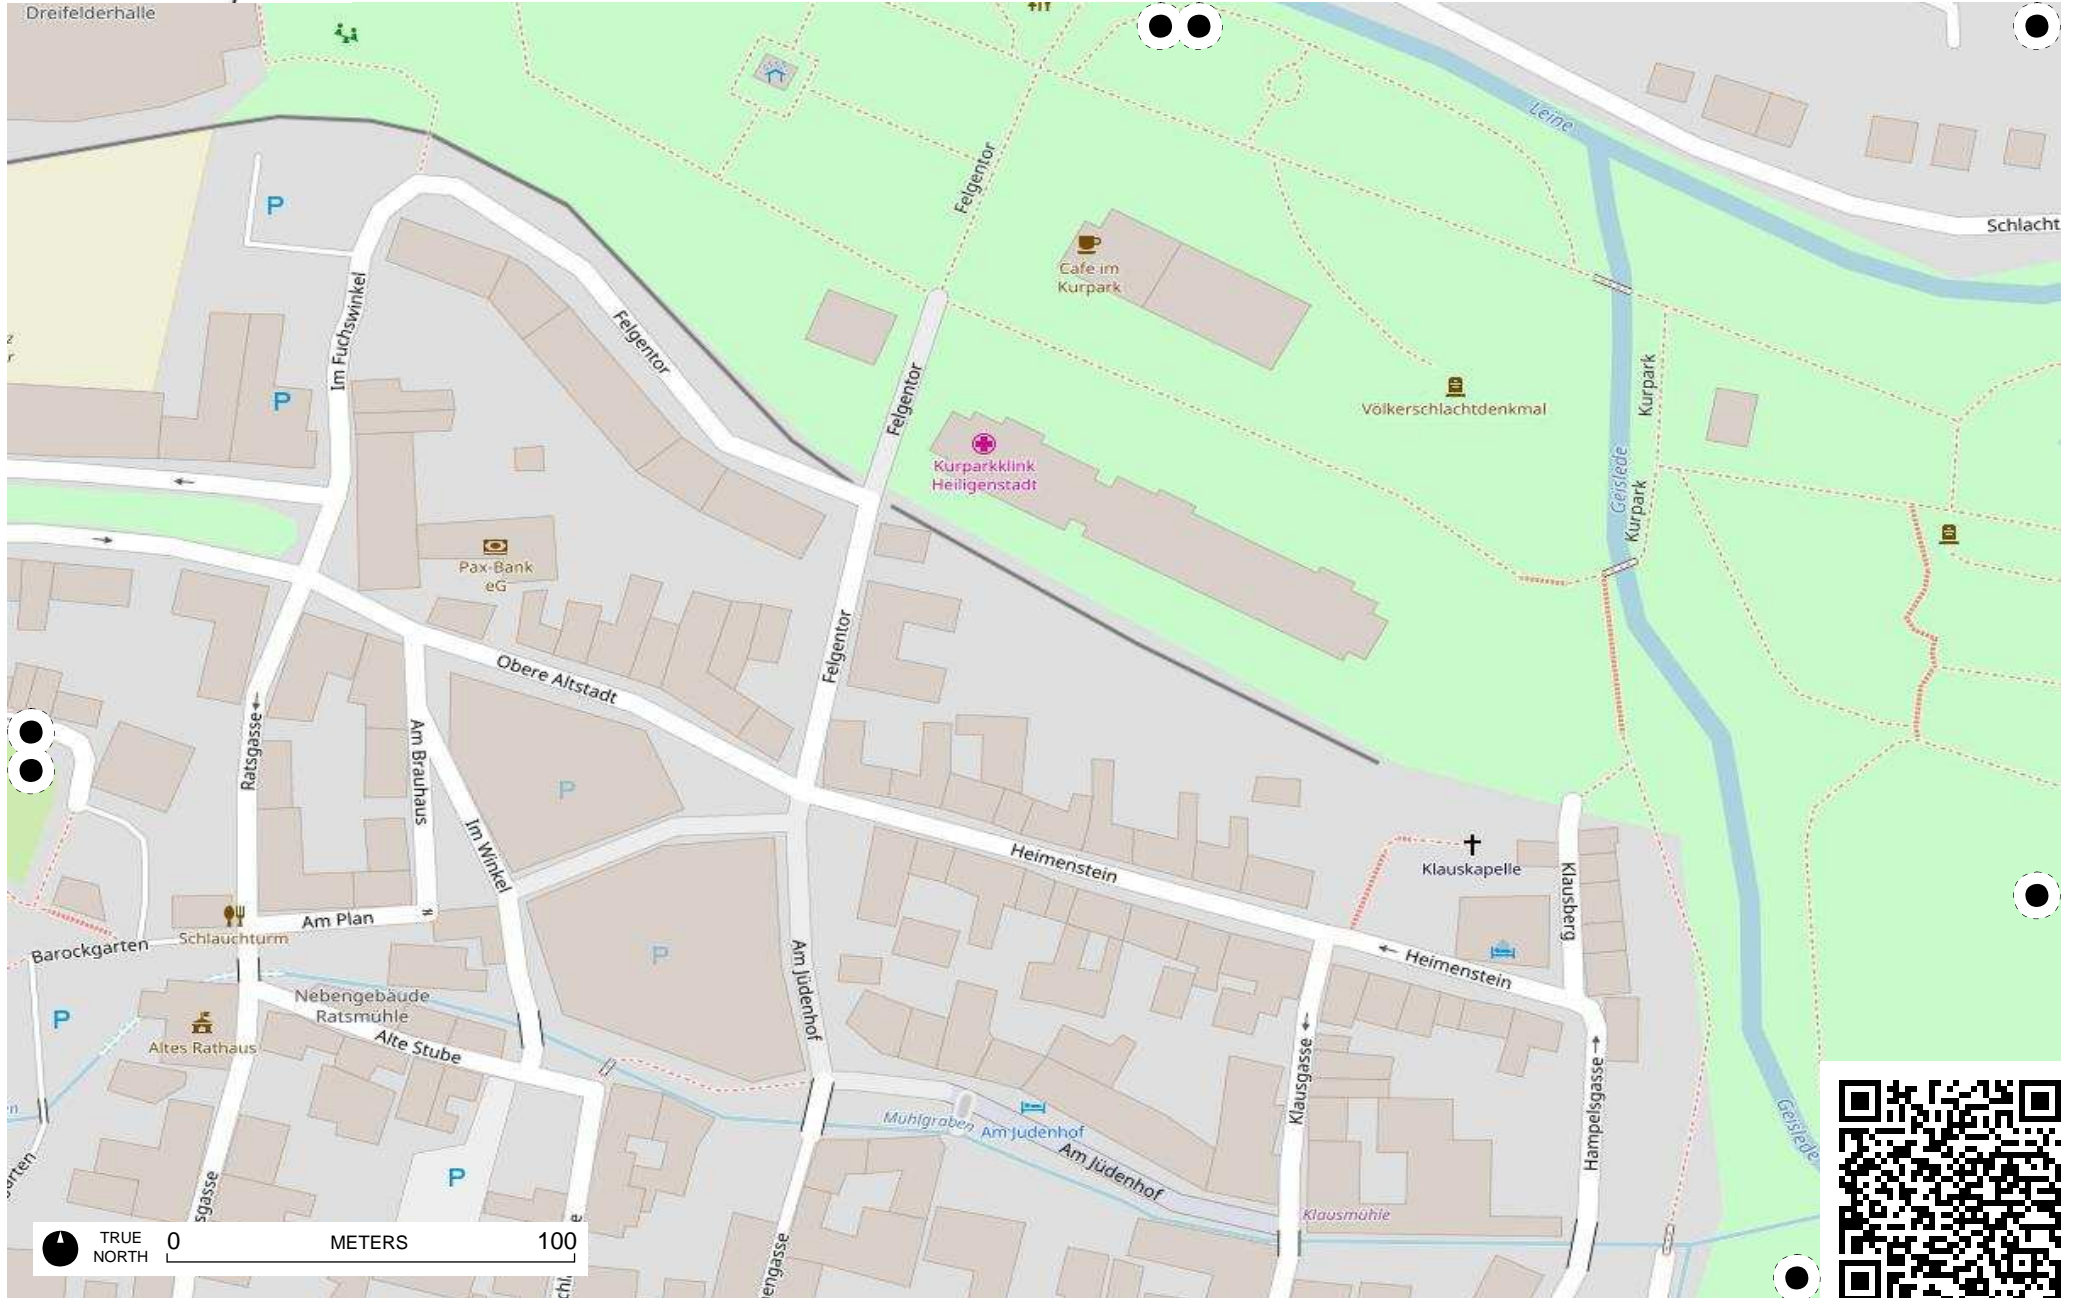 Dreifelderhalle
Leine
Schlacht
Felgentor
Cafe im
Kurpark
Im Fuchswinkel
Felgentor
Felgentor
Kurpark
Völkerschlachtdenkmal
Kurparkklink
Heiligenstadt
Geislede
Kurpark
P
P
Pax-Bank
eG
Felgentor
Obere Altstadt
Ratsgasse
Am Brauhaus
P
Im Winkel
Heimenstein
Klauskapelle
Klausberg
Am Plan
Schlauchturm
Barockgarten
P
Am Jüdenhof
Heimenstein
Nebengebäude
Ratsmühle
P
Altes Rathaus
Alte Stube
Klausgasse
Hampelsgasse
Mühlgraben
Am Jüdenhof
Am Jüdenhof
Geislede
P
Klausmühle
sgasse
engasse
TRUE
NORTH
0 METERS 100